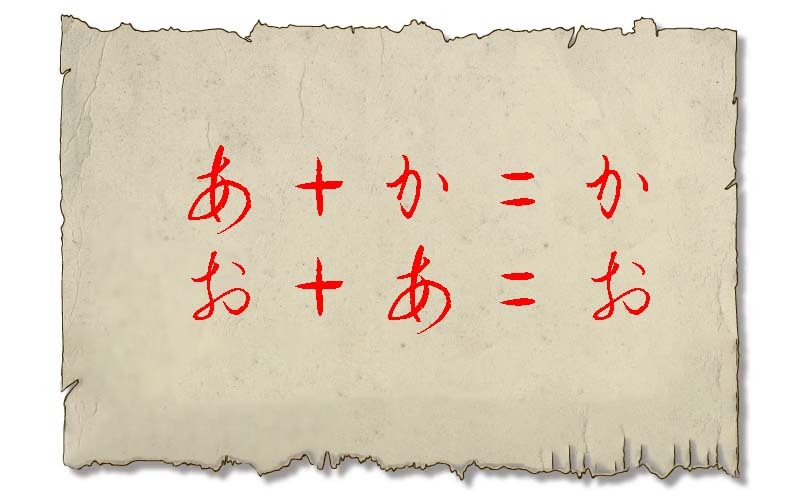 あ + か = か
お + あ = お